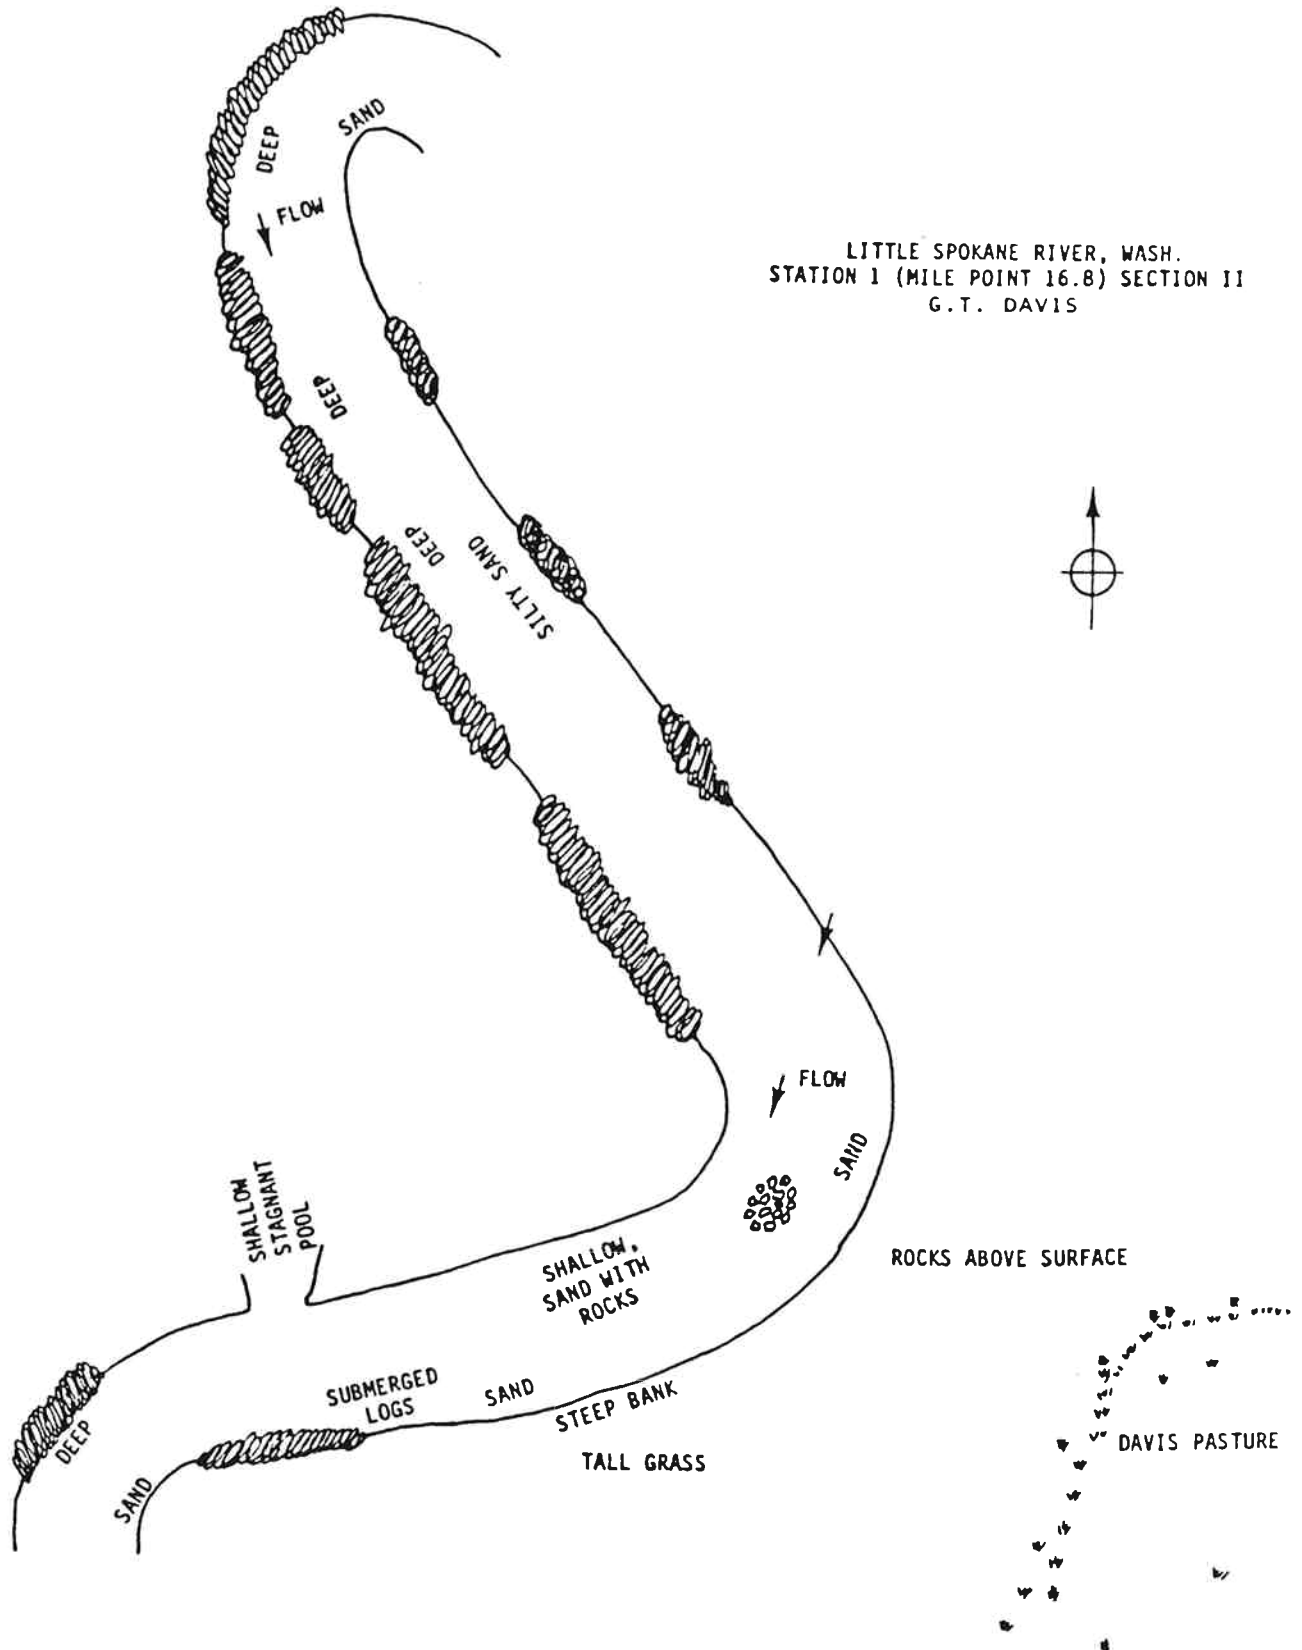 SAND
DEEP
FLOW
LITTLE SPOKANE RIVER, WASH.
STATION 1 (MILE POINT 16.8) SECTION II
G.T. DAVIS
DEEP
DEEP
SILTY SAND
FLOW
SAND
SHALLOW
STAGNANT
POOL
SHALLOW,
SAND WITH
ROCKS
ROCKS ABOVE SURFACE
SUBMERGED
LOGS
SAND
STEEP BANK
TALL GRASS
DAVIS PASTURE
DEEP
SAND